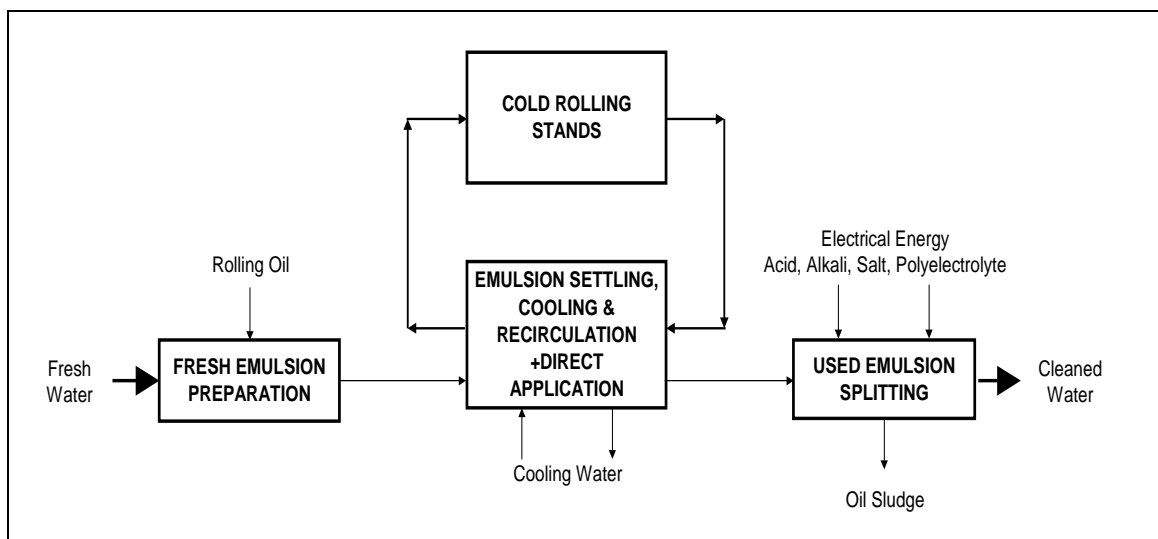 COLD ROLLING
STANDS
Electrical Energy
Acid, Alkali, Salt, Polyelectrolyte
Rolling Oil
EMULSION SETTLING,
COOLING &
RECIRCULATION
+DIRECT
APPLICATION
Fresh
Water
FRESH EMULSION
PREPARATION
USED EMULSION
SPLITTING
Cleaned
Water
Cooling Water
Oil Sludge